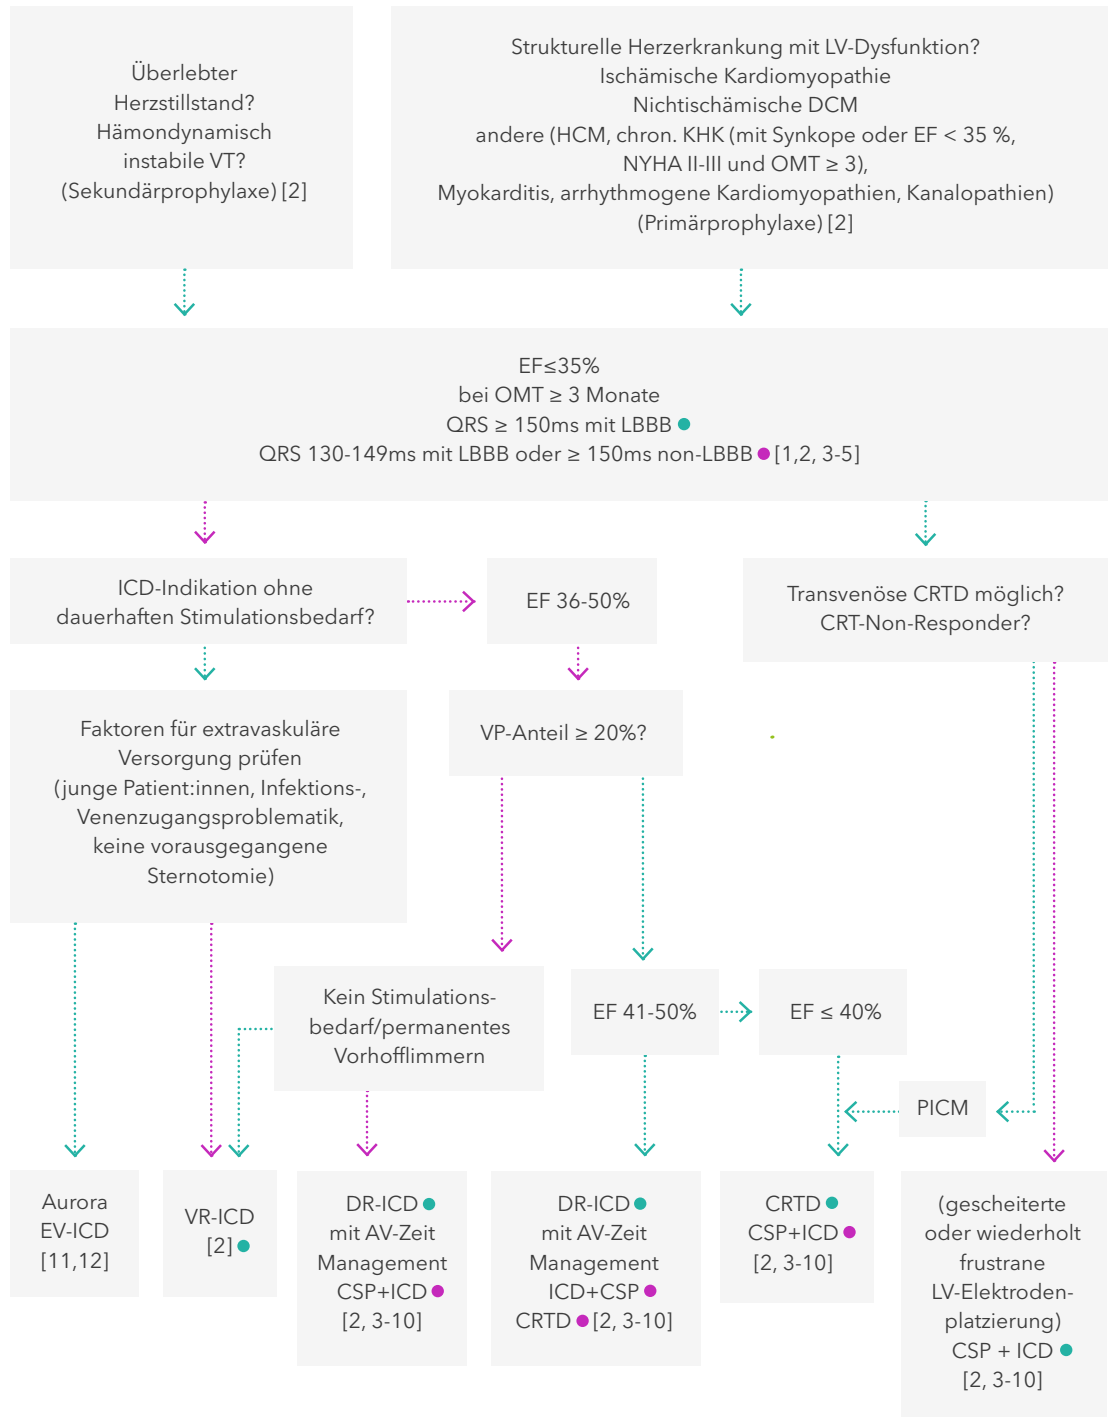 Überlebter
Herzstillstand?
Hämondynamisch
instabile VT?
(Sekundärprophylaxe) [2]
Strukturelle Herzerkrankung mit LV-Dysfunktion?
Ischämische Kardiomyopathie
Nichtischämische DCM
andere (HCM, chron. KHK (mit Synkope oder EF < 35 %,
NYHA II-III und OMT ≥ 3),
Myokarditis, arrhythmogene Kardiomyopathien, Kanalopathien)
(Primärprophylaxe) [2]
EF≤35%
bei OMT ≥ 3 Monate
QRS ≥ 150ms mit LBBB
QRS 130-149ms mit LBBB oder ≥ 150ms non-LBBB [1,2, 3-5]
ICD-Indikation ohne
dauerhaften Stimulationsbedarf?
EF 36-50%
Transvenöse CRTD möglich?
CRT-Non-Responder?
Faktoren für extravaskuläre
Versorgung prüfen
(junge Patient:innen, Infektions-,
Venenzugangsproblematik,
keine vorausgegangene
Sternotomie)
VP-Anteil ≥ 20%?
Kein Stimulations-
bedarf/permanentes
Vorhofflimmern
EF 41-50%
EF ≤ 40%
PICM
Aurora
EV-ICD
[11,12]
VR-ICD
[2]
DR-ICD
mit AV-Zeit
Management
CSP+ICD
[2, 3-10]
DR-ICD
mit AV-Zeit
Management
ICD+CSP
CRTD [2, 3-10]
CRTD
CSP+ICD
[2, 3-10]
(gescheiterte
oder wiederholt
frustrane
LV-Elektroden-
platzierung)
CSP + ICD
[2, 3-10]